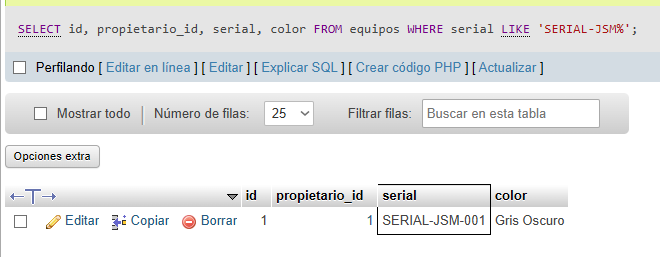 SELECT id, propietario_id, serial, color FROM equipos WHERE serial LIKE 'SERIAL-JSM%';
Perfilando [ Editar en línea ] [ Editar ] [ Explicar SQL ] [ Crear código PHP ] [ Actualizar ]
Mostrar todo Número de filas: 25 Filtrar filas: Buscar en esta tabla
Opciones extra
id propietario_id serial color
Editar Copiar Borrar 1 1 SERIAL-JSM-001 Gris Oscuro